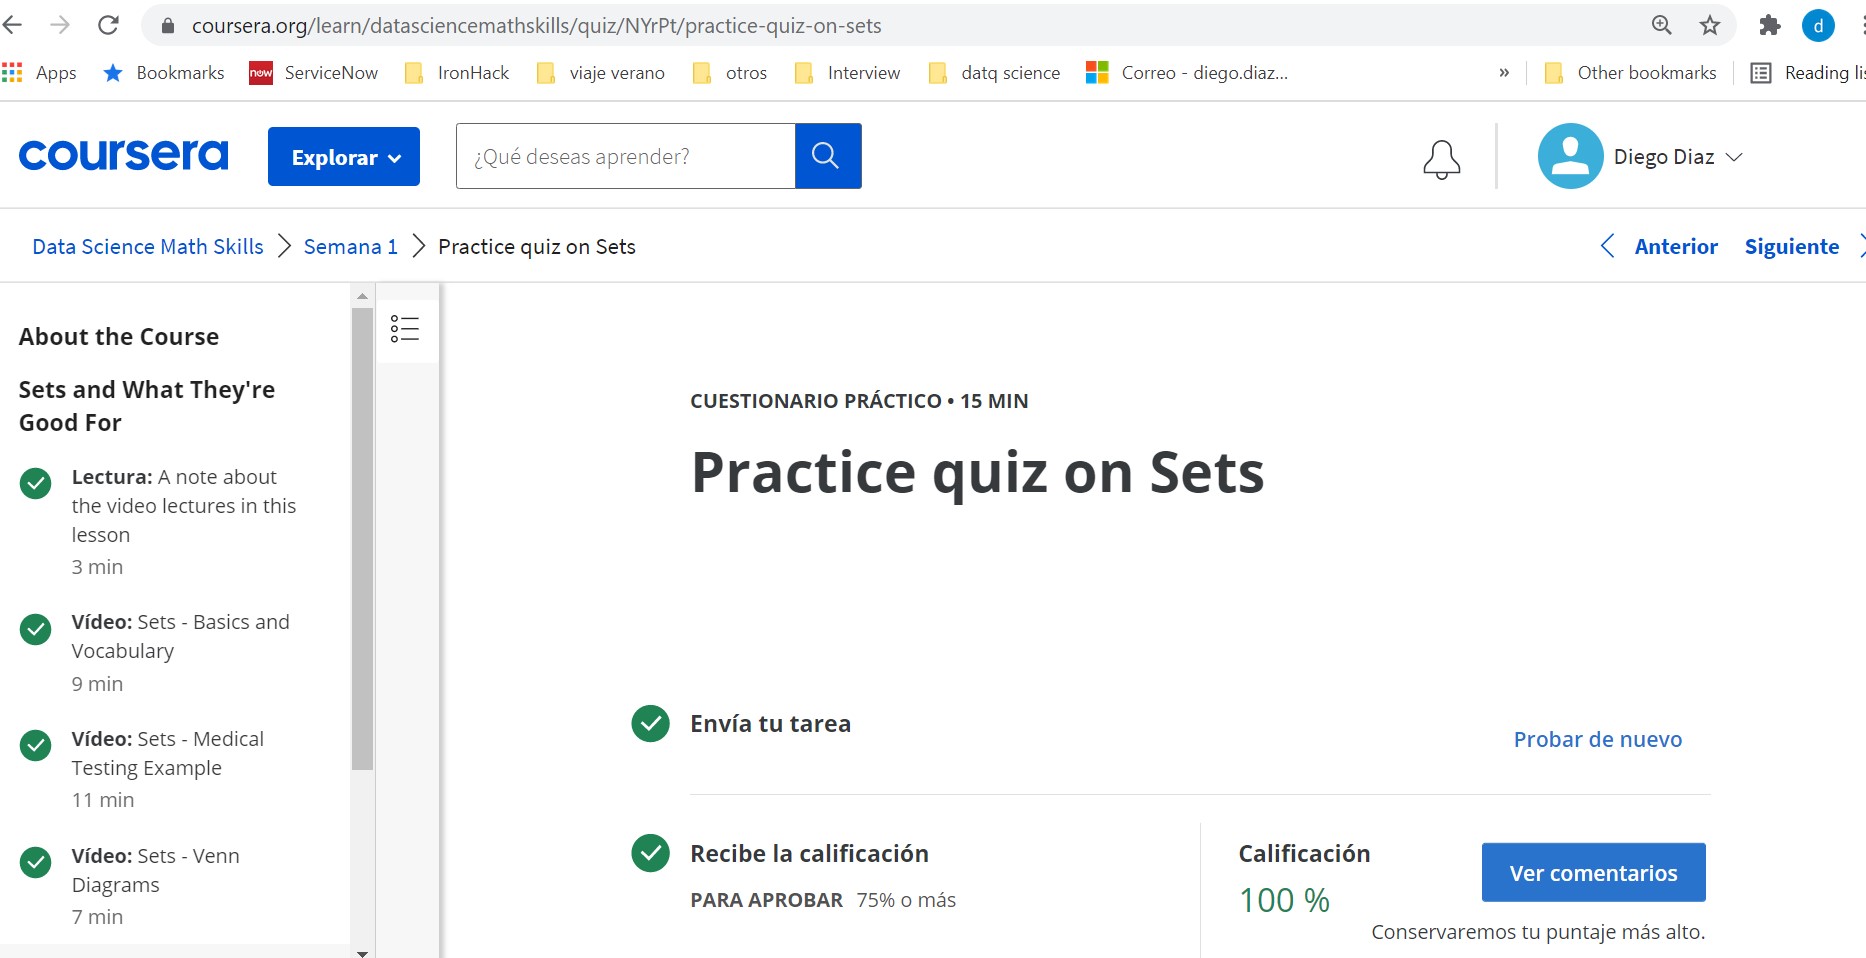 coursera.org/learn/datasciencemathskills/quiz/NYrPt/practice-quiz-on-sets
d
Apps Bookmarks now ServiceNow IronHack viaje verano otros Interview datq science Correo - diego.diaz... » Other bookmarks Reading lis
coursera Explorar ¿Qué deseas aprender? Diego Diaz
Data Science Math Skills Semana 1 Practice quiz on Sets Anterior Siguiente
About the Course
Sets and What They're
Good For
Lectura: A note about
the video lectures in this
lesson
3 min
Vídeo: Sets - Basics and
Vocabulary
9 min
Vídeo: Sets - Medical
Testing Example
11 min
Vídeo: Sets - Venn
Diagrams
7 min
CUESTIONARIO PRÁCTICO • 15 MIN
Practice quiz on Sets
Envía tu tarea
Probar de nuevo
Recibe la calificación
PARA APROBAR 75% o más
Calificación
100 %
Ver comentarios
Conservaremos tu puntaje más alto.